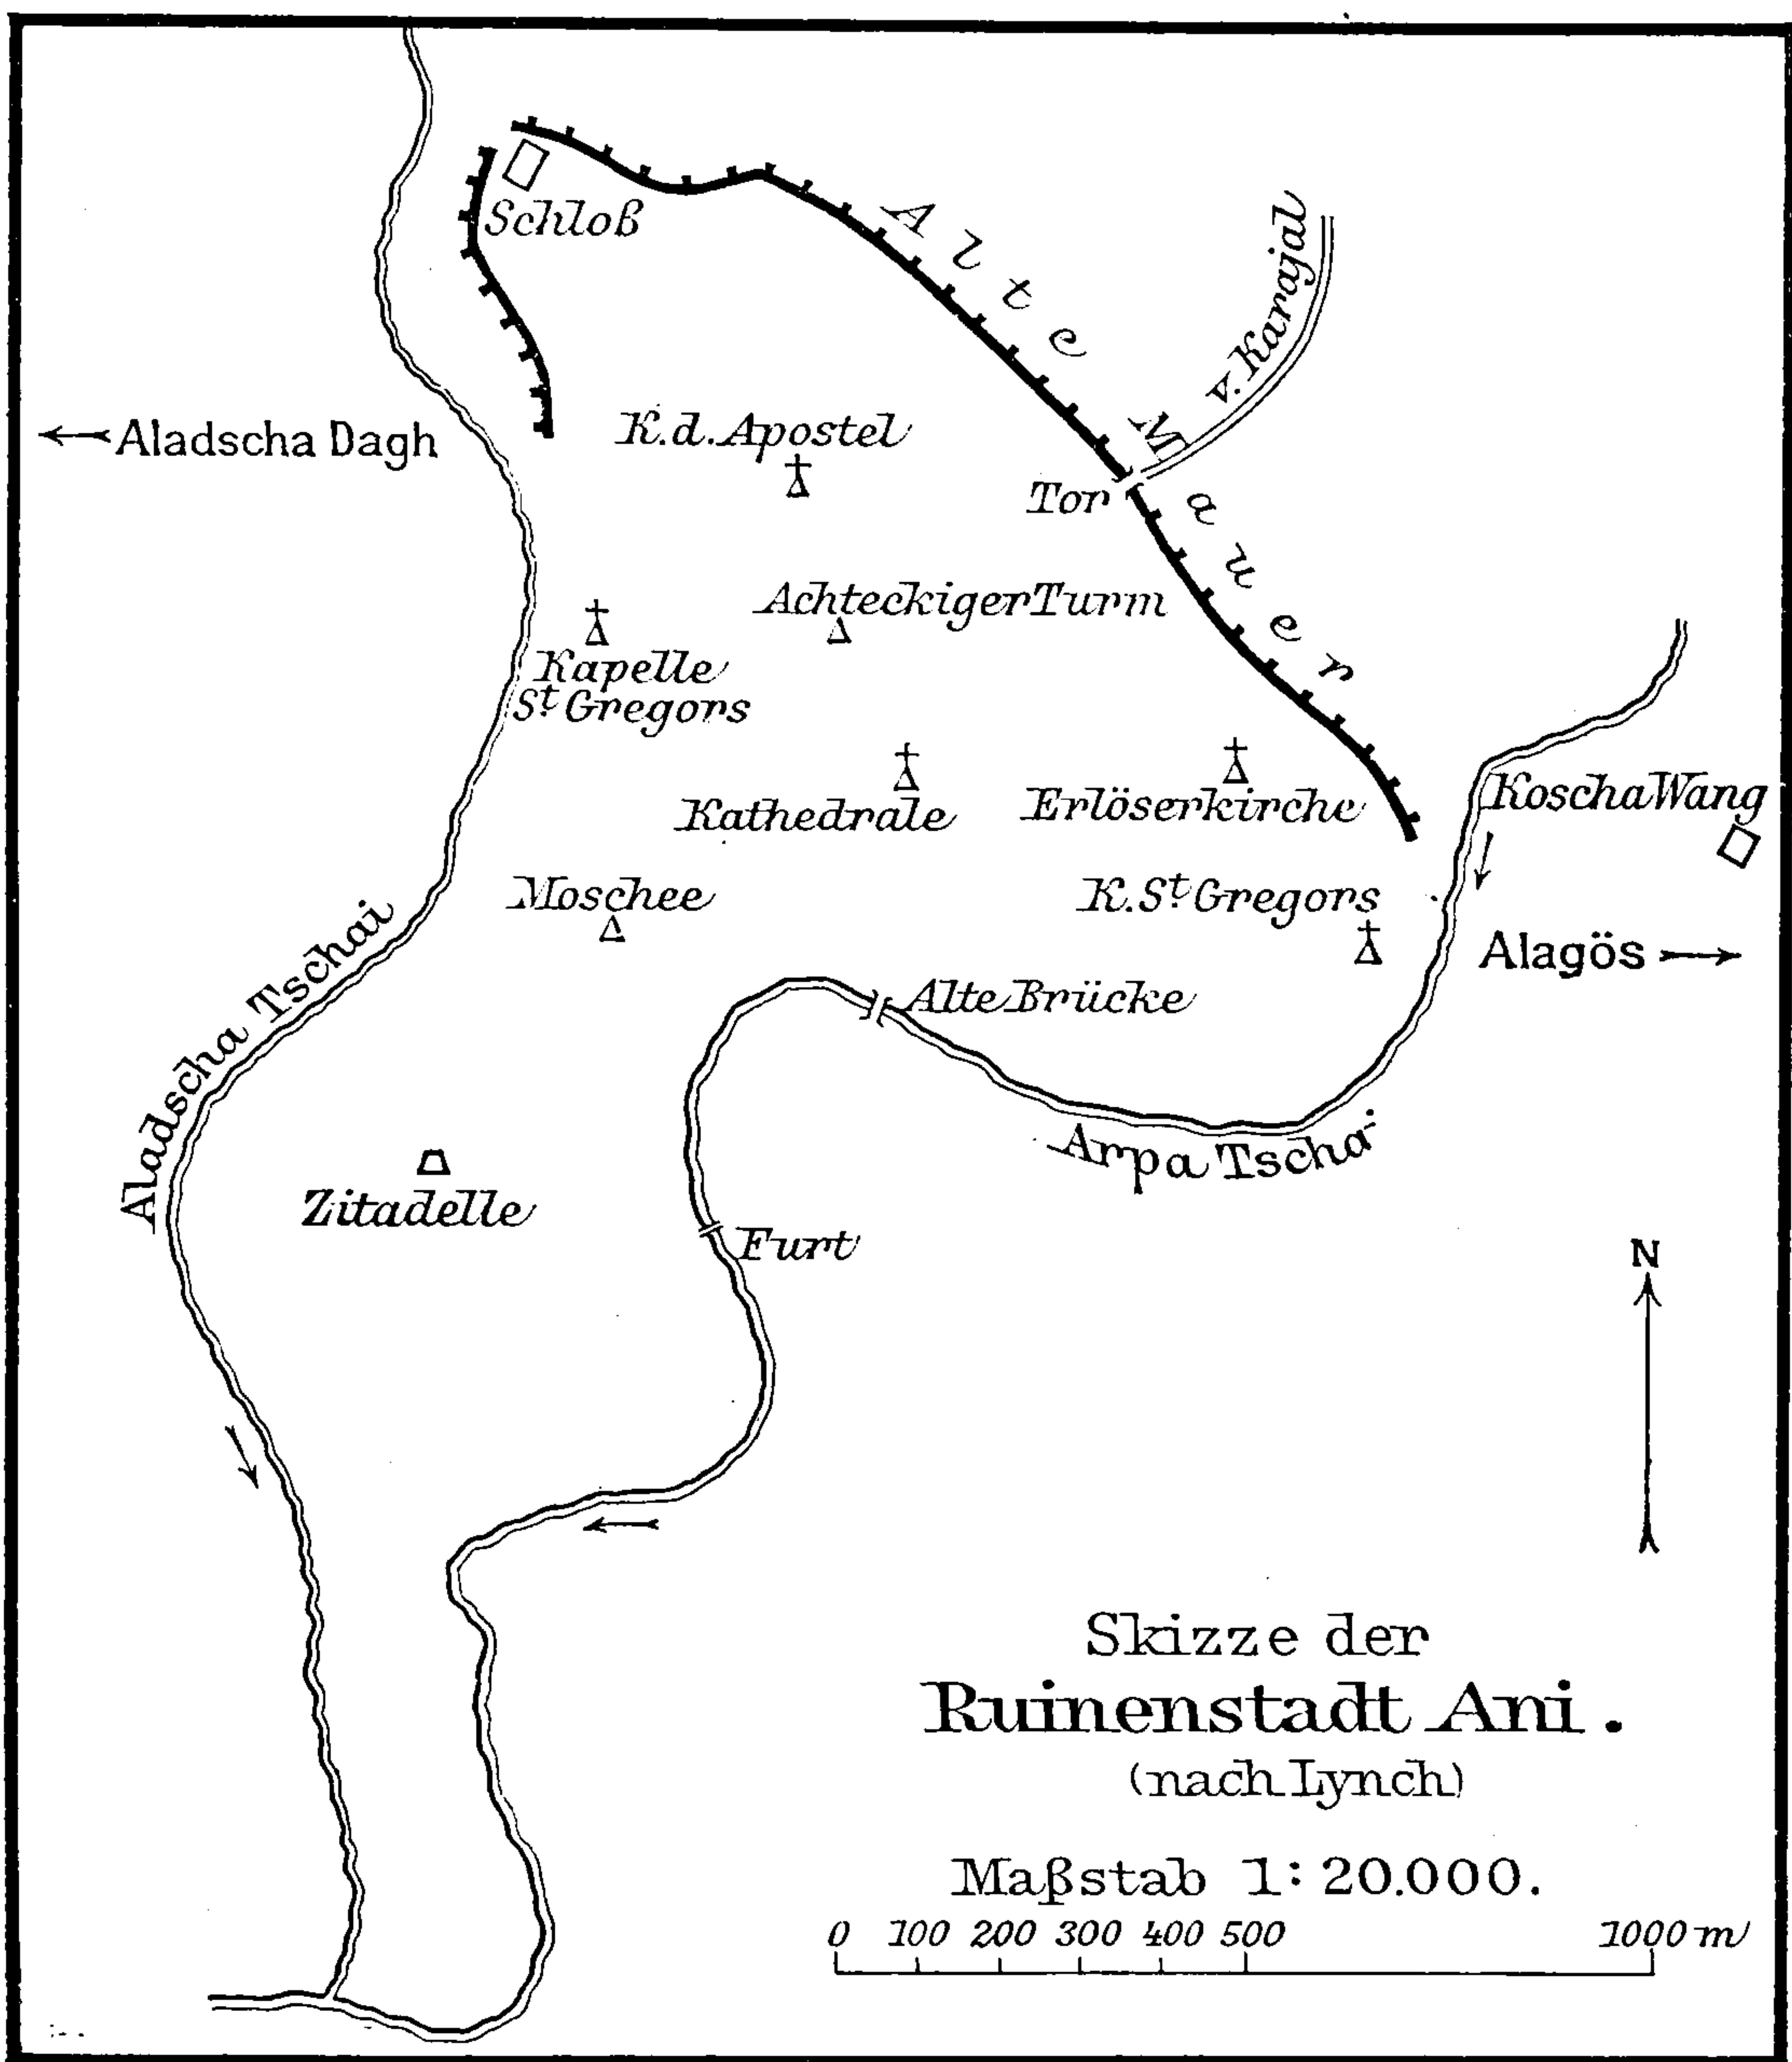 Schloß
Alte Mauer
v. Karajal
← Aladscha Dagh
K. d. Apostel
Tor
Achteckiger Turm
Kapelle
St. Gregors
Kathedrale
Erlöserkirche
Koscha Wang
Moschee
K. St. Gregors
Alagös →
Alte Brücke
Aladscha Tschai
Arpa Tscha
Zitadelle
Furt
N
Skizze der
Ruinenstadt Ani.
(nach Lynch)
Maßstab 1:20.000.
0 100 200 300 400 500 1000 m